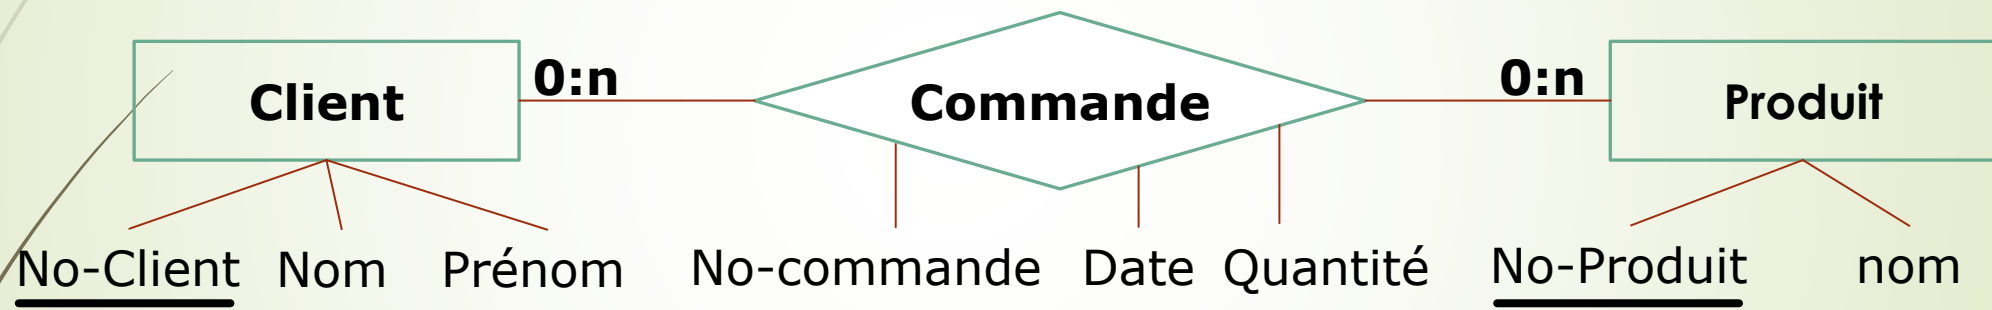 Client 0:n Commande 0:n Produit
No-Client Nom Prénom No-commande Date Quantité No-Produit nom